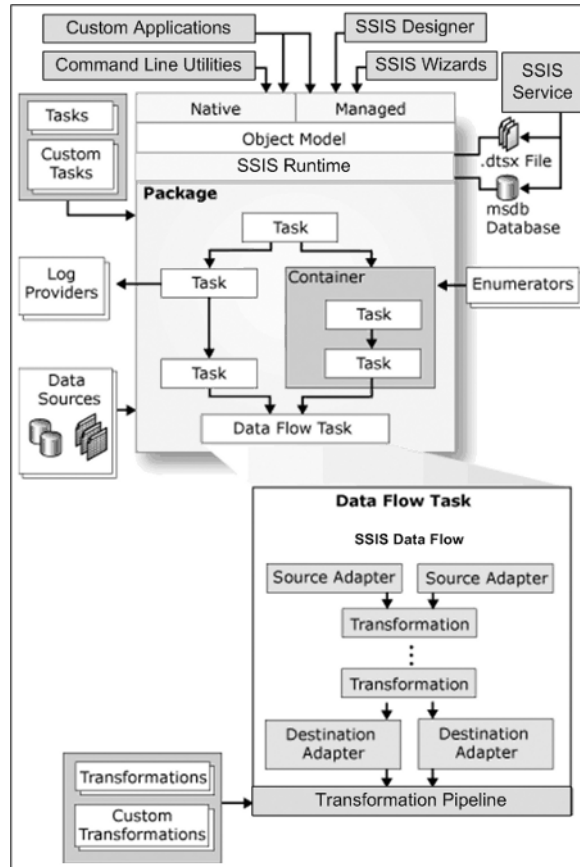 Custom Applications
SSIS Designer
Command Line Utilities
SSIS Wizards
SSIS
Service
Tasks
Custom
Tasks
Native
Managed
Object Model
SSIS Runtime
.dtsx File
msdb
Database
Package
Task
Log
Providers
Task
Container
Enumerators
Task
Task
Task
Data
Sources
Data Flow Task
Data Flow Task
SSIS Data Flow
Source Adapter
Source Adapter
Transformation
Transformation
Destination
Adapter
Destination
Adapter
Transformations
Custom
Transformations
Transformation Pipeline